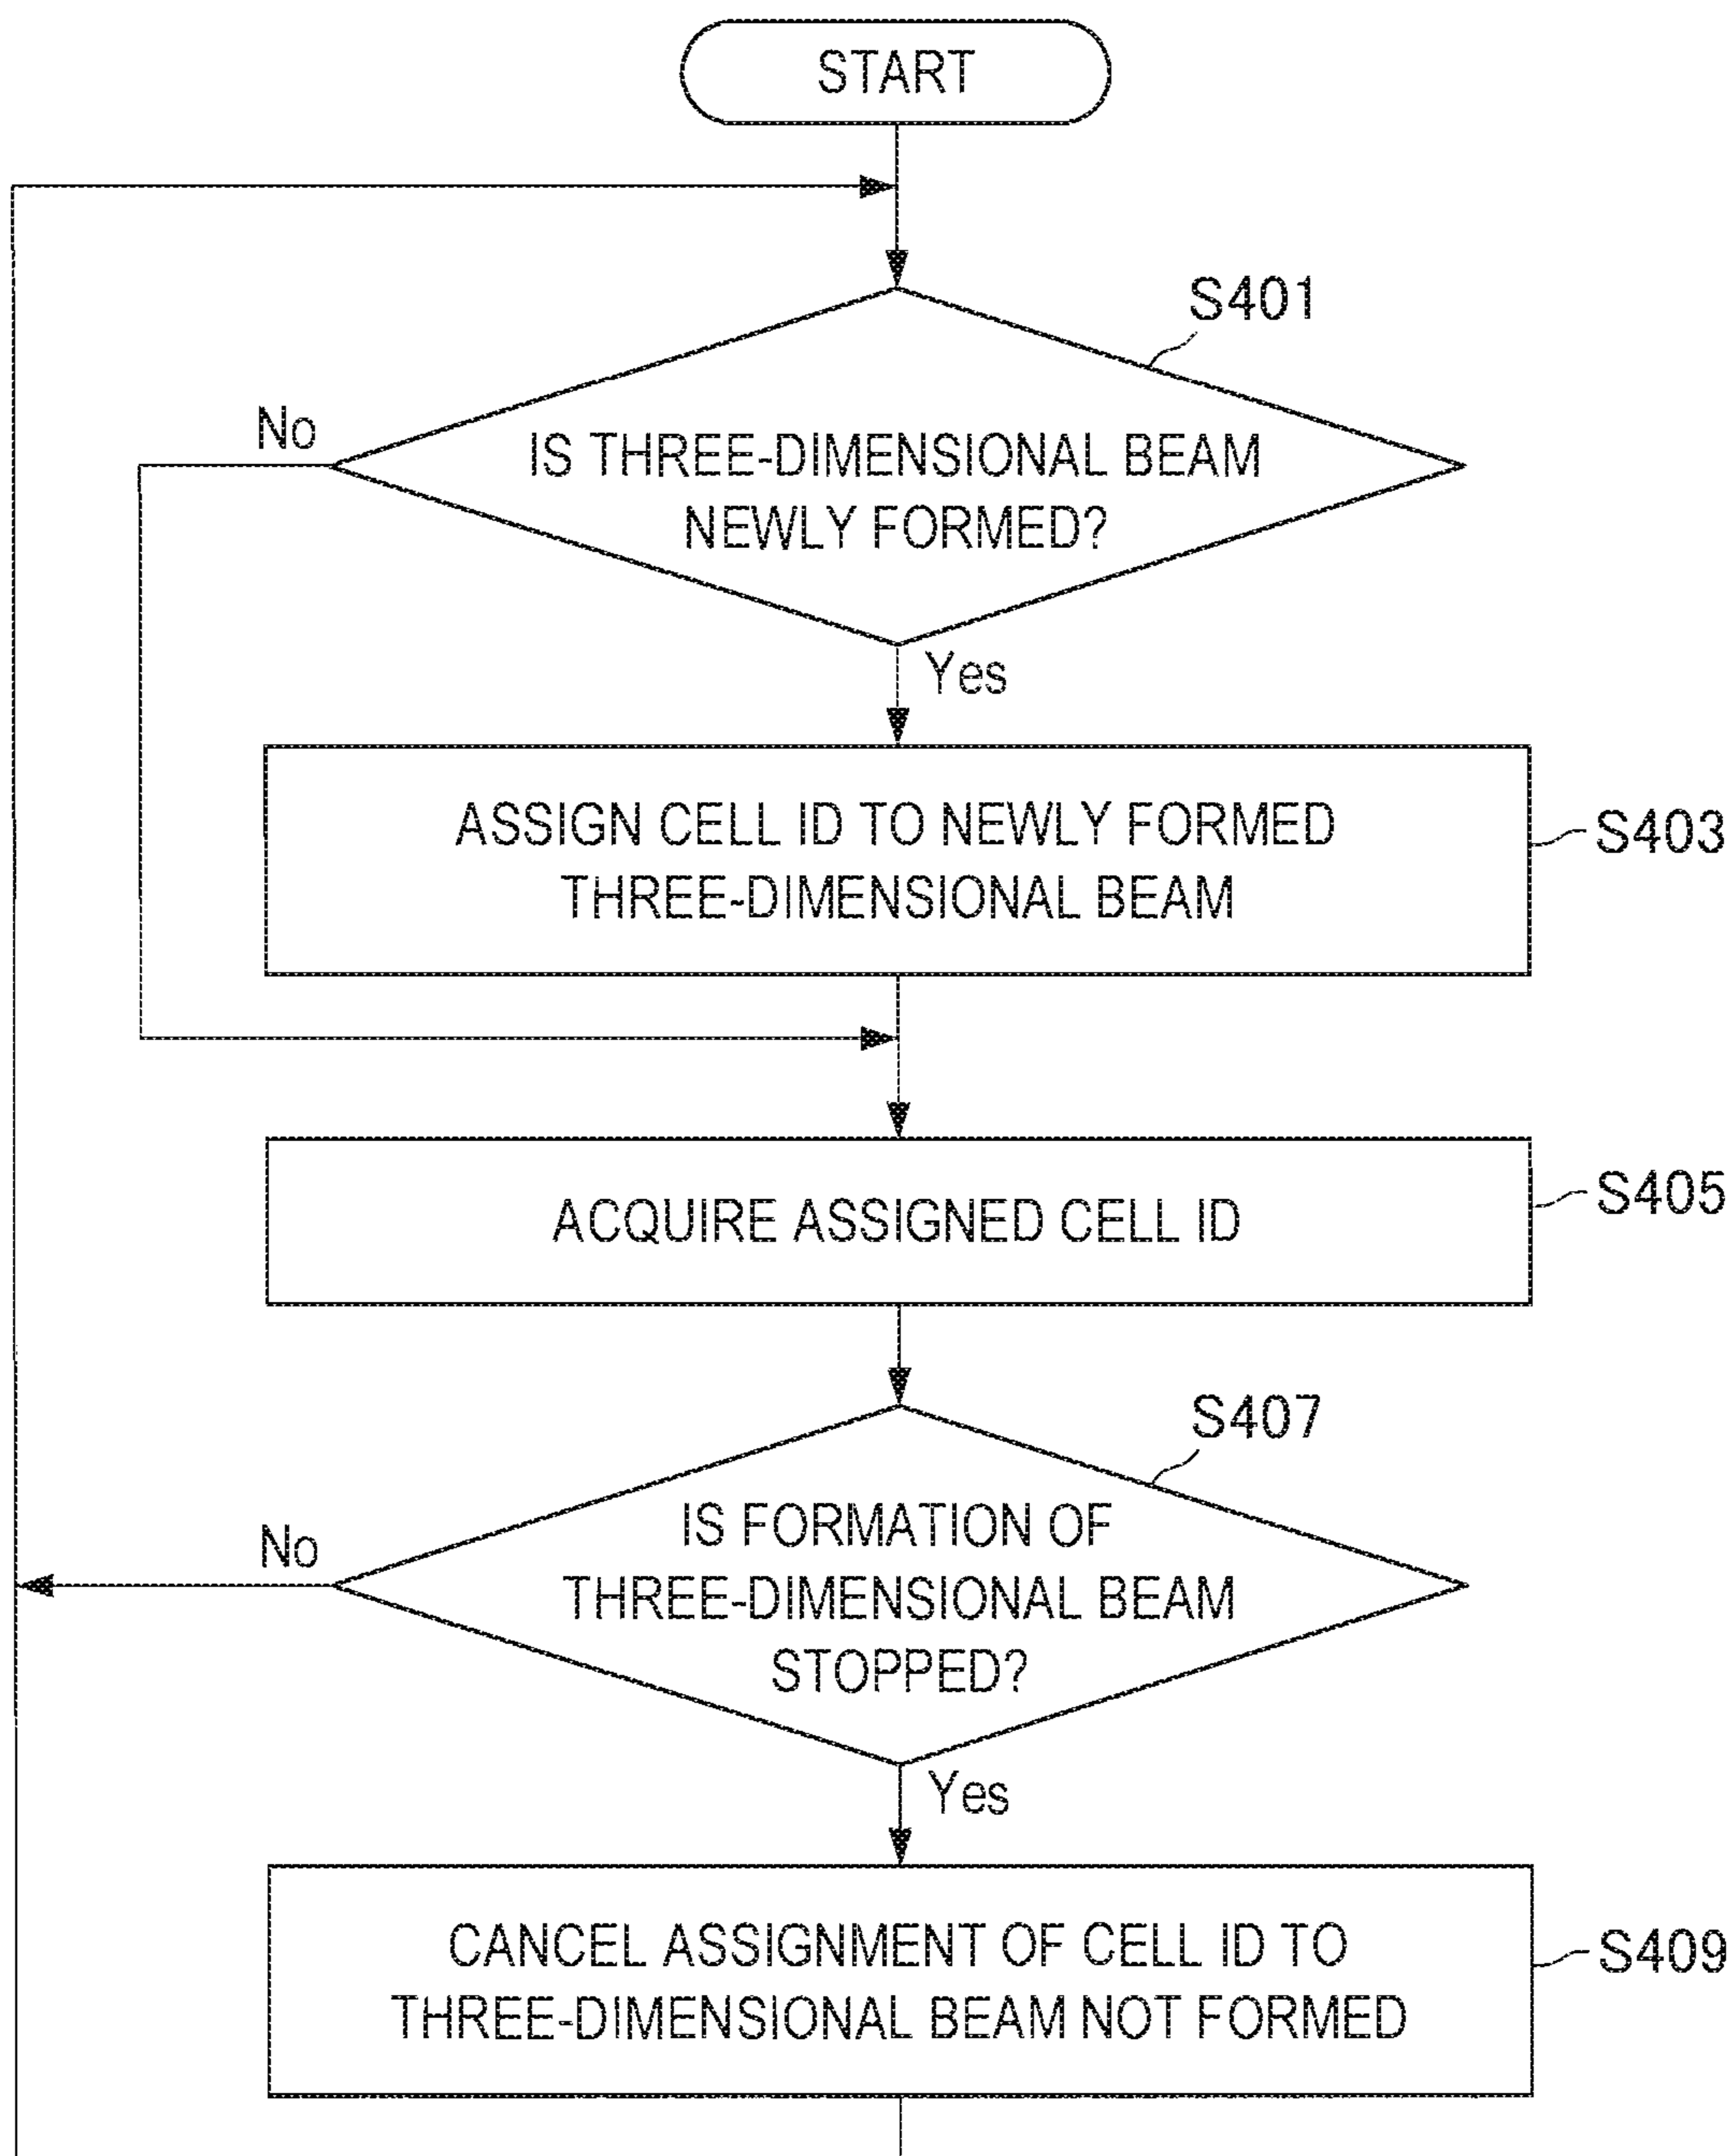 START
S401
No
IS THREE-DIMENSIONAL BEAM
NEWLY FORMED?
Yes
ASSIGN CELL ID TO NEWLY FORMED
THREE-DIMENSIONAL BEAM
S403
ACQUIRE ASSIGNED CELL ID
S405
S407
No
IS FORMATION OF
THREE-DIMENSIONAL BEAM
STOPPED?
Yes
CANCEL ASSIGNMENT OF CELL ID TO
THREE-DIMENSIONAL BEAM NOT FORMED
S409